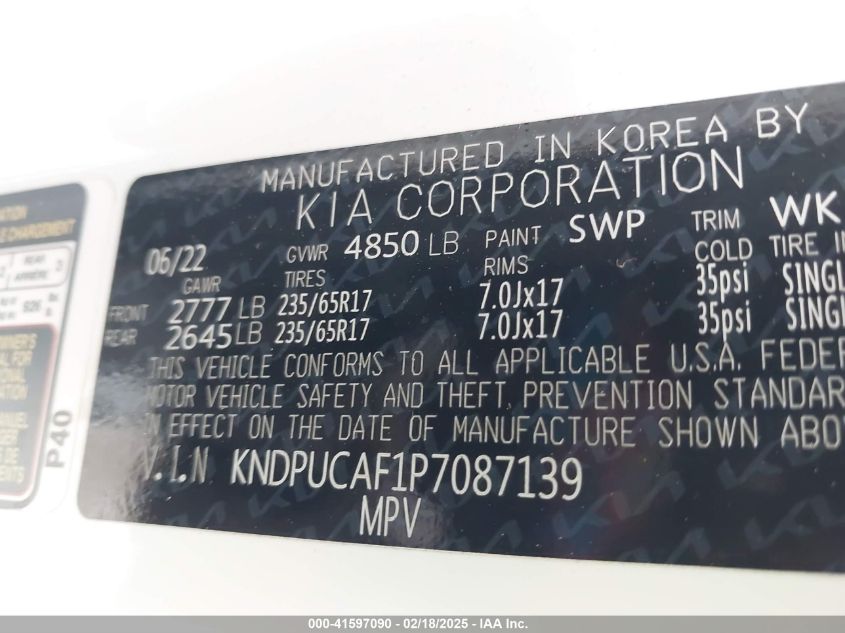 MANUFACTURED IN KOREA BY
KIA CORPORATION
06/22 GVWR 4850 LB PAINT SWP TRIM WK
GAWR TIRES RIMS COLD TIRE
FRONT 2777 LB 235/65R17 7.0Jx17 35psi SINGL
REAR 2645 LB 235/65R17 7.0Jx17 35psi SINGL
THIS VEHICLE CONFORMS TO ALL APPLICABLE U.S.A. FEDER
MOTOR VEHICLE SAFETY AND THEFT PREVENTION STANDAR
IN EFFECT ON THE DATE OF MANUFACTURE SHOWN ABO
V.I.N KNDPUCAF1P7087139
MPV
P40
000-41597090 - 02/18/2025 - IAA Inc.